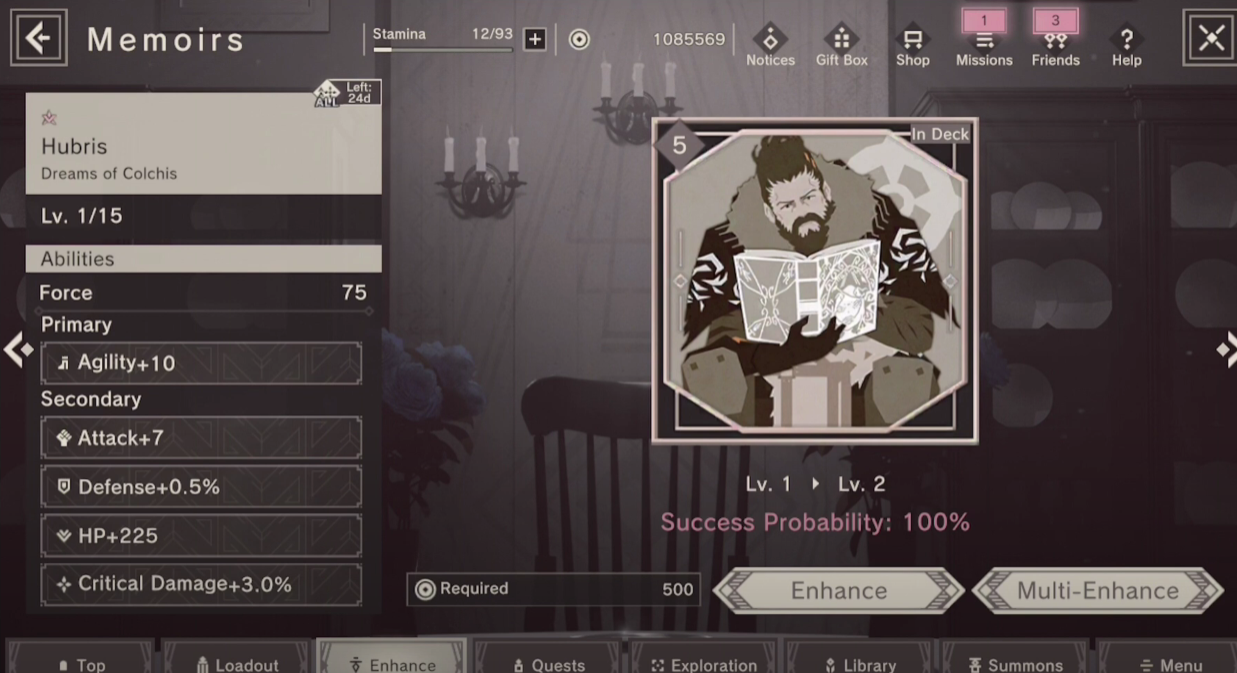 Memoirs
Stamina 12/93
1085569
Notices
Gift Box
Shop
1
Missions
3
Friends
?
Help
ALL
Left:
24d
Hubris
Dreams of Colchis
Lv. 1/15
Abilities
Force 75
Primary
Agility+10
Secondary
Attack+7
Defense+0.5%
HP+225
Critical Damage+3.0%
5
In Deck
Lv. 1 Lv. 2
Success Probability: 100%
Required 500
Enhance
Multi-Enhance
Top
Loadout
Enhance
Quests
Exploration
Library
Summons
Menu